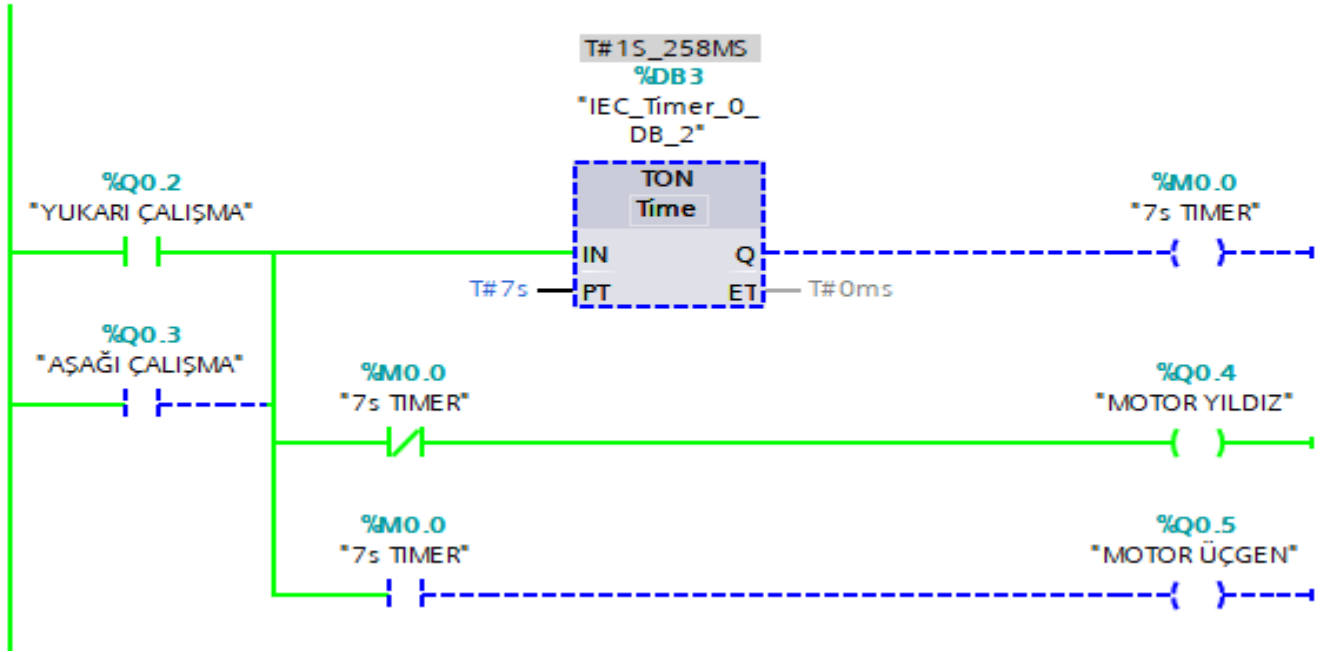 T#1S_258MS
%DB3
"IEC_Timer_0_
DB_2"
TON
Time
IN
Q
T#7s
PT
ET
T#0ms
%Q0.2
"YUKARI ÇALIŞMA"
%M0.0
"7s TIMER"
%Q0.3
"AŞAĞI ÇALIŞMA"
%M0.0
"7s TIMER"
%Q0.4
"MOTOR YILDIZ"
%M0.0
"7s TIMER"
%Q0.5
"MOTOR ÜÇGEN"